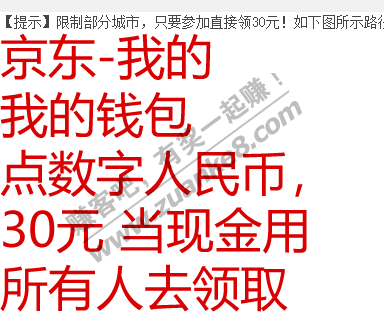 【提示】限制部分城市，只要参加直接领30元！如下图所示路
京东-我的
我的钱包
点数字人民币，
30元 当现金用
所有人去领取
赚客吧，有奖一起赚！
www.zuanke8.com